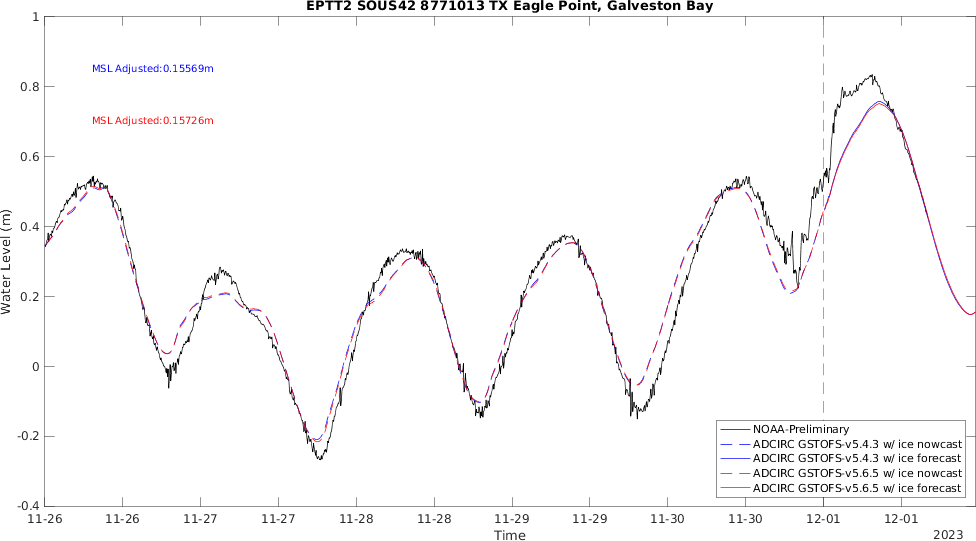 EPTT2 SOUS42 8771013 TX Eagle Point, Galveston Bay
1
0.8
0.6
0.4
0.2
0
-0.2
-0.4
Water Level (m)
MSL Adjusted:0.15569m
MSL Adjusted:0.15726m
NOAA-Preliminary
ADCIRC GSTOFS-v5.4.3 w/ ice nowcast
ADCIRC GSTOFS-v5.4.3 w/ ice forecast
ADCIRC GSTOFS-v5.6.5 w/ ice nowcast
ADCIRC GSTOFS-v5.6.5 w/ ice forecast
11-26 11-26 11-27 11-27 11-28 11-28 11-29 11-29 11-30 11-30 12-01 12-01
Time
2023